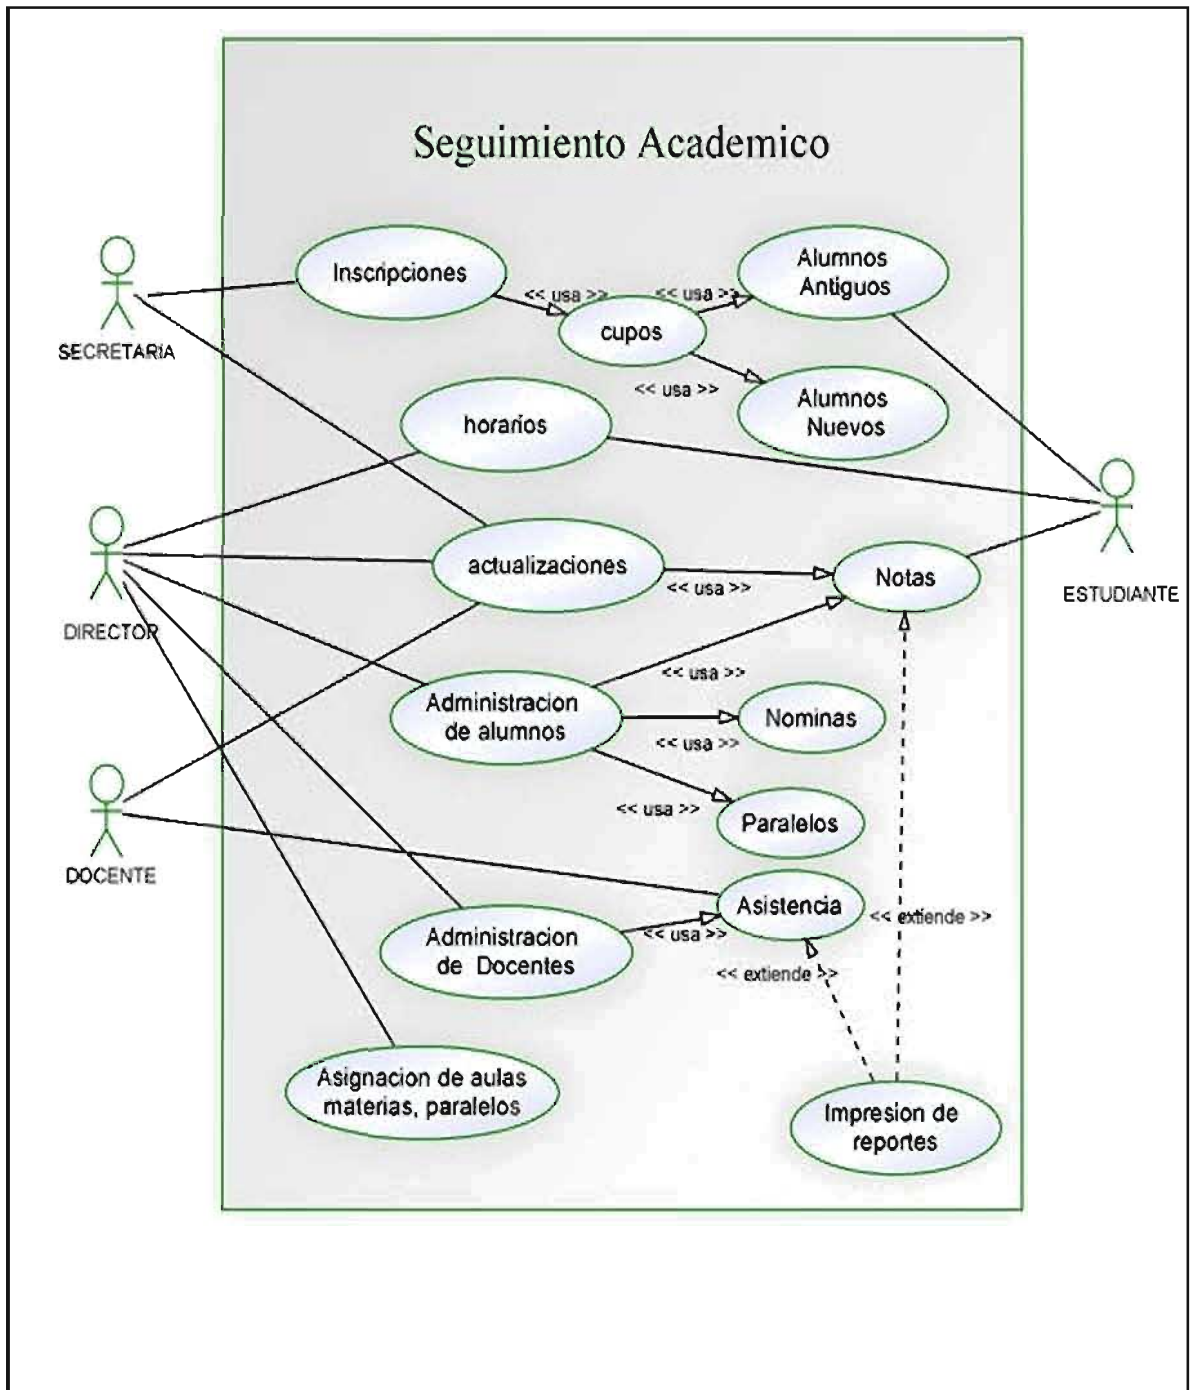 Seguimiento Academico
Inscripciones
<< usa >>
cupos
<< usa >>
Alumnos
Antiguos
<< usa >>
Alumnos
Nuevos
SECRETARIA
horarios
actualizaciones
<< usa >>
Notas
ESTUDIANTE
DIRECTOR
Administracion
de alumnos
<< usa >>
Nominas
<< usa >>
<< usa >>
Paralelos
DOCENTE
Asistencia
<< extiende >>
Administracion
de Docentes
<< usa >>
<< extiende >>
Asignacion de aulas
materias, paralelos
Impresion de
reportes